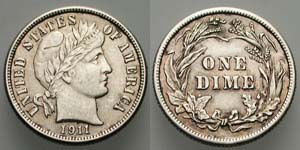 UNITED STATES OF AMERICA
1911
ONE
DIME